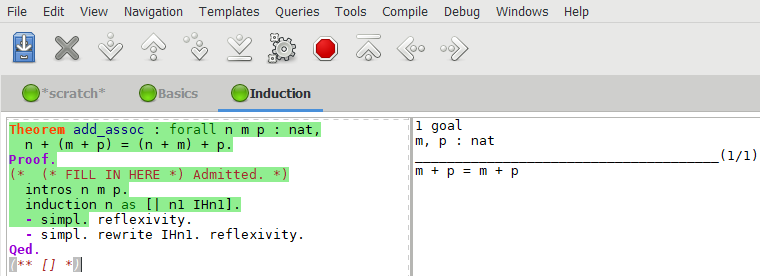 File Edit View Navigation Templates Queries Tools Compile Debug Windows Help
*scratch* Basics Induction
Theorem add_assoc : forall n m p : nat,
  n + (m + p) = (n + m) + p.
Proof.
(*  (* FILL IN HERE *) Admitted. *)
  intros n m p.
  induction n as [| n1 IHn1].
  - simpl. reflexivity.
  - simpl. rewrite IHn1. reflexivity.
Qed.
(** [] *)
1 goal
m, p : nat
______________________________________(1/1)
m + p = m + p